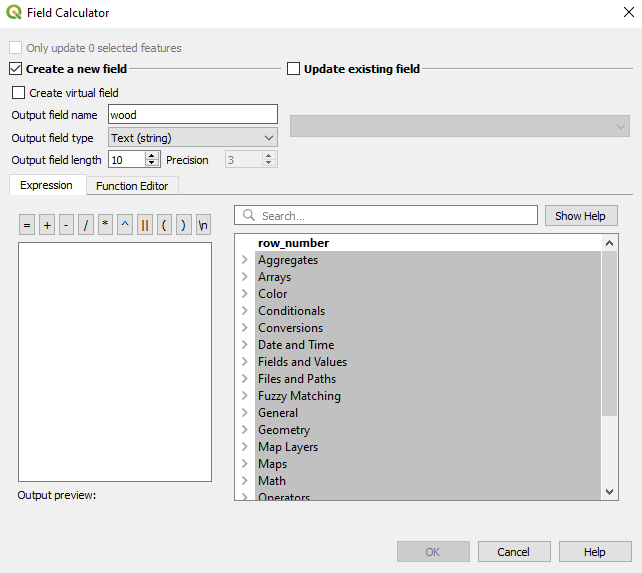 Field Calculator
Only update 0 selected features
Create a new field
Update existing field
Create virtual field
Output field name wood
Output field type Text (string)
Output field length 10 Precision 3
Expression Function Editor
= + - / * ^ || ( ) \n
Search... Show Help
row_number
Aggregates
Arrays
Color
Conditionals
Conversions
Date and Time
Fields and Values
Files and Paths
Fuzzy Matching
General
Geometry
Map Layers
Maps
Math
Operators
Output preview:
OK Cancel Help